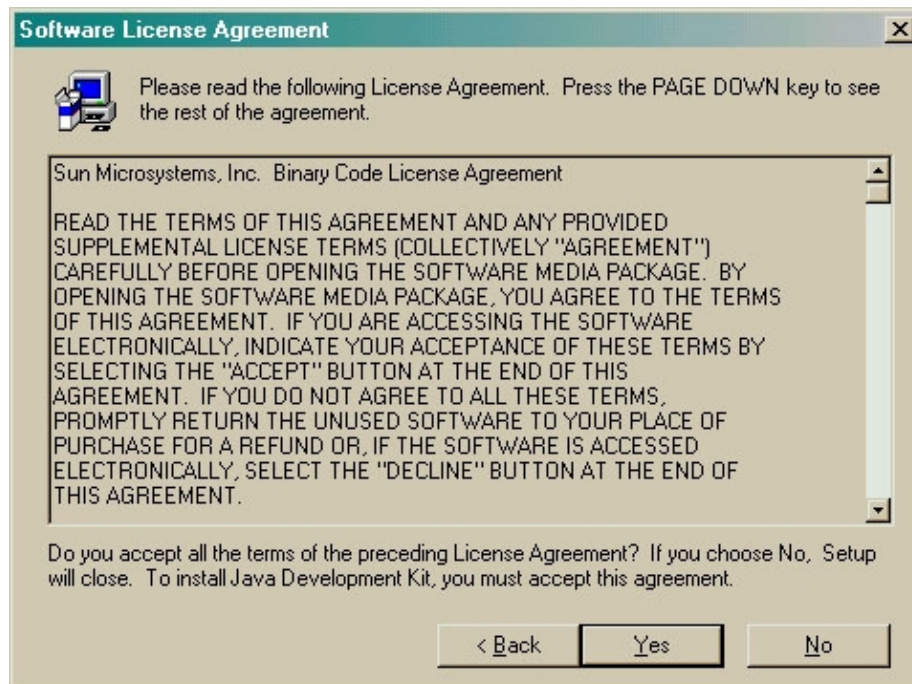 Software License Agreement
Please read the following License Agreement.  Press the PAGE DOWN key to see
the rest of the agreement.
Sun Microsystems, Inc.  Binary Code License Agreement
READ THE TERMS OF THIS AGREEMENT AND ANY PROVIDED
SUPPLEMENTAL LICENSE TERMS (COLLECTIVELY "AGREEMENT")
CAREFULLY BEFORE OPENING THE SOFTWARE MEDIA PACKAGE.  BY
OPENING THE SOFTWARE MEDIA PACKAGE, YOU AGREE TO THE TERMS
OF THIS AGREEMENT.  IF YOU ARE ACCESSING THE SOFTWARE
ELECTRONICALLY, INDICATE YOUR ACCEPTANCE OF THESE TERMS BY
SELECTING THE "ACCEPT" BUTTON AT THE END OF THIS
AGREEMENT.  IF YOU DO NOT AGREE TO ALL THESE TERMS,
PROMPTLY RETURN THE UNUSED SOFTWARE TO YOUR PLACE OF
PURCHASE FOR A REFUND OR, IF THE SOFTWARE IS ACCESSED
ELECTRONICALLY, SELECT THE "DECLINE" BUTTON AT THE END OF
THIS AGREEMENT.
Do you accept all the terms of the preceding License Agreement?  If you choose No,  Setup
will close.  To install Java Development Kit, you must accept this agreement.
< Back
Yes
No